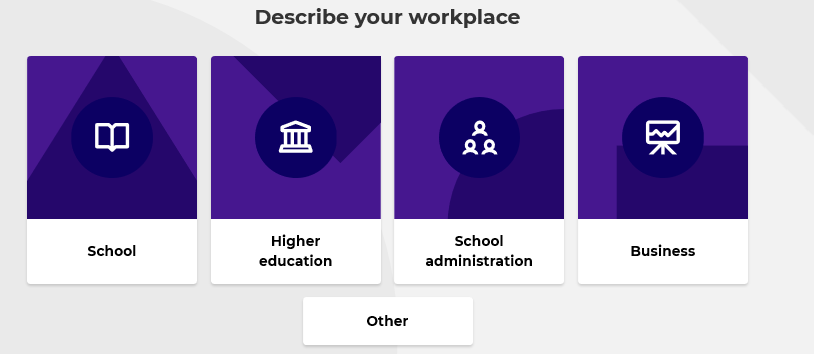 Describe your workplace
School
Higher
education
School
administration
Business
Other